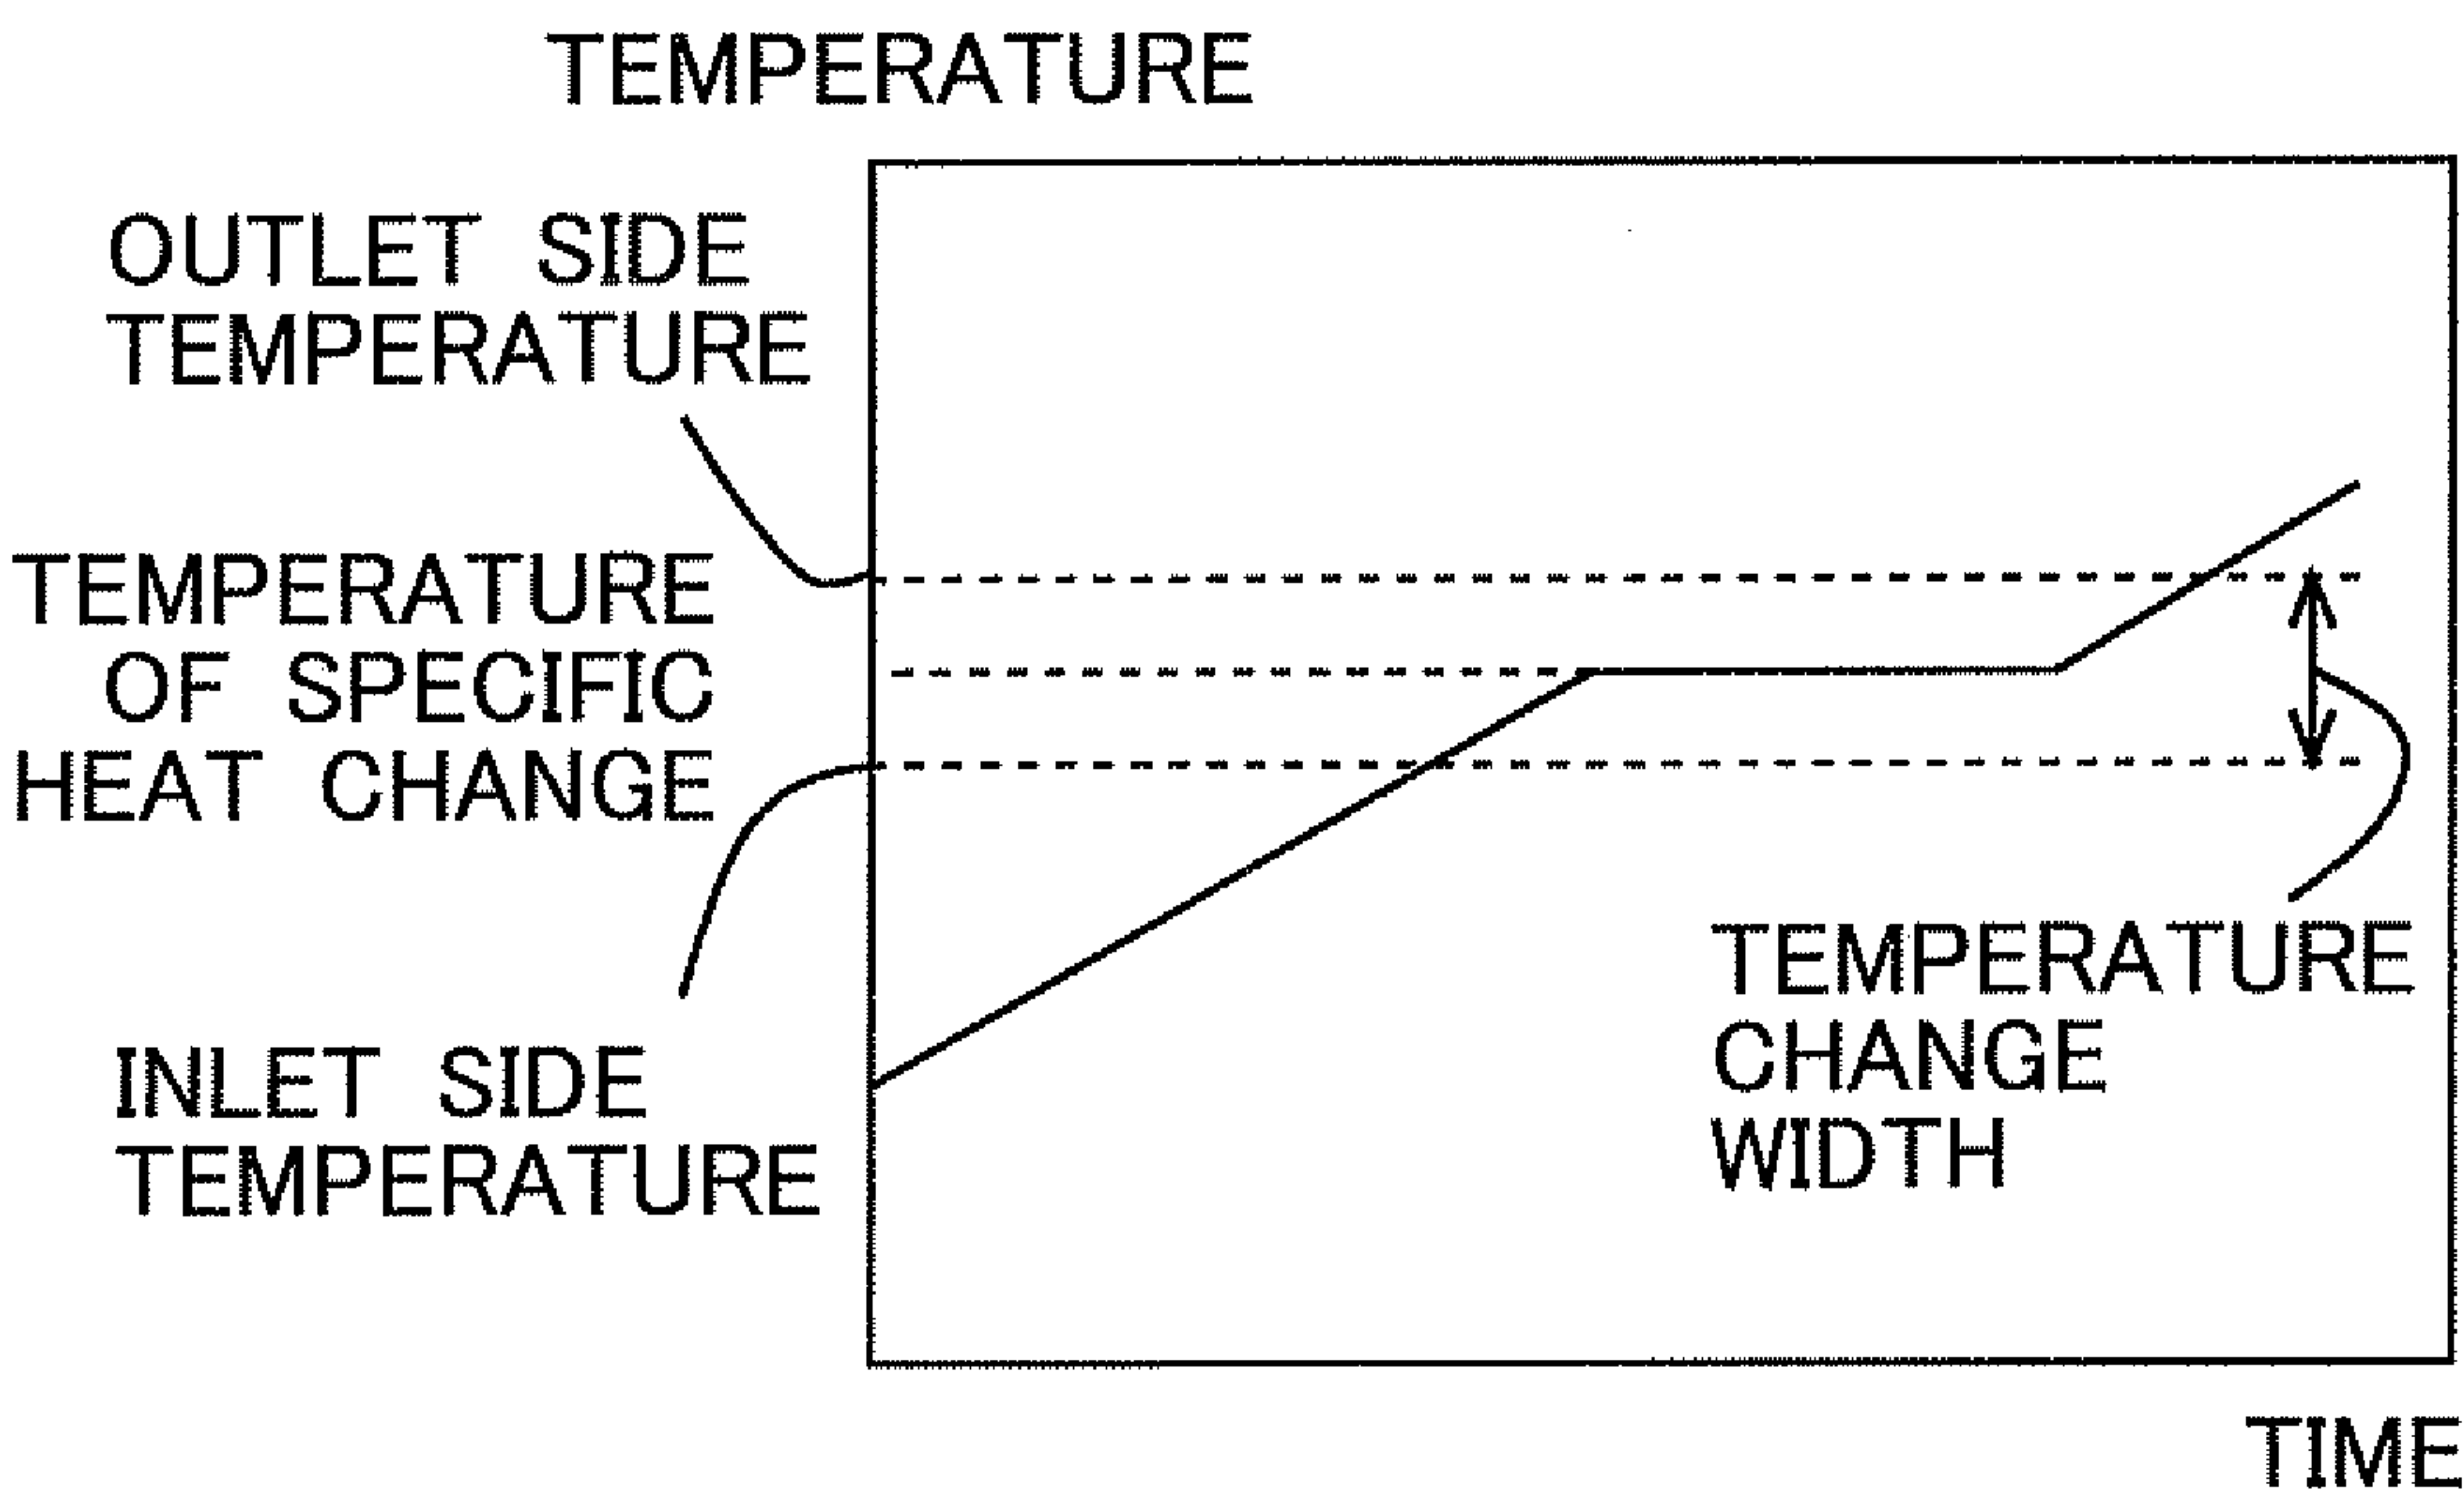 TEMPERATURE
OUTLET SIDE
TEMPERATURE
TEMPERATURE
OF SPECIFIC
HEAT CHANGE
INLET SIDE
TEMPERATURE
TEMPERATURE
CHANGE
WIDTH
TIME